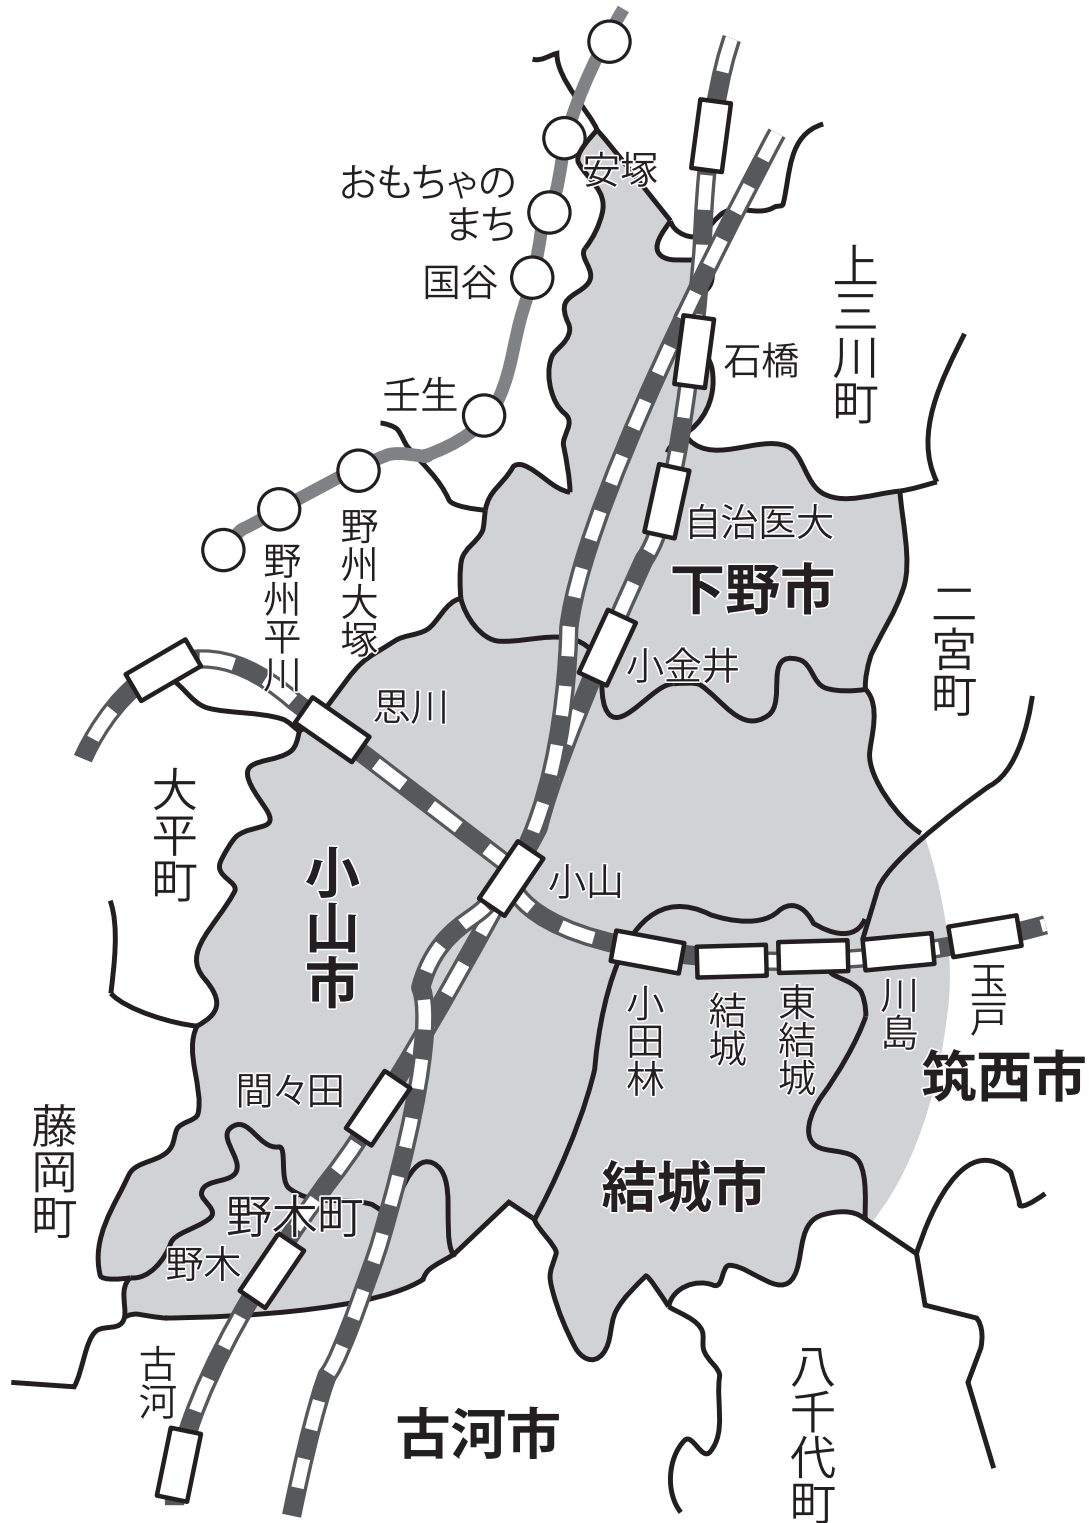 安塚
おもちゃの
まち
国谷
上三川町
石橋
壬生
自治医大
野州大塚
野州平川
下野市
二宮町
小金井
思川
大平町
小山市
小山
小田林
結城
東結城
川島
玉戸
筑西市
間々田
藤岡町
結城市
野木町
野木
古河
八千代町
古河市